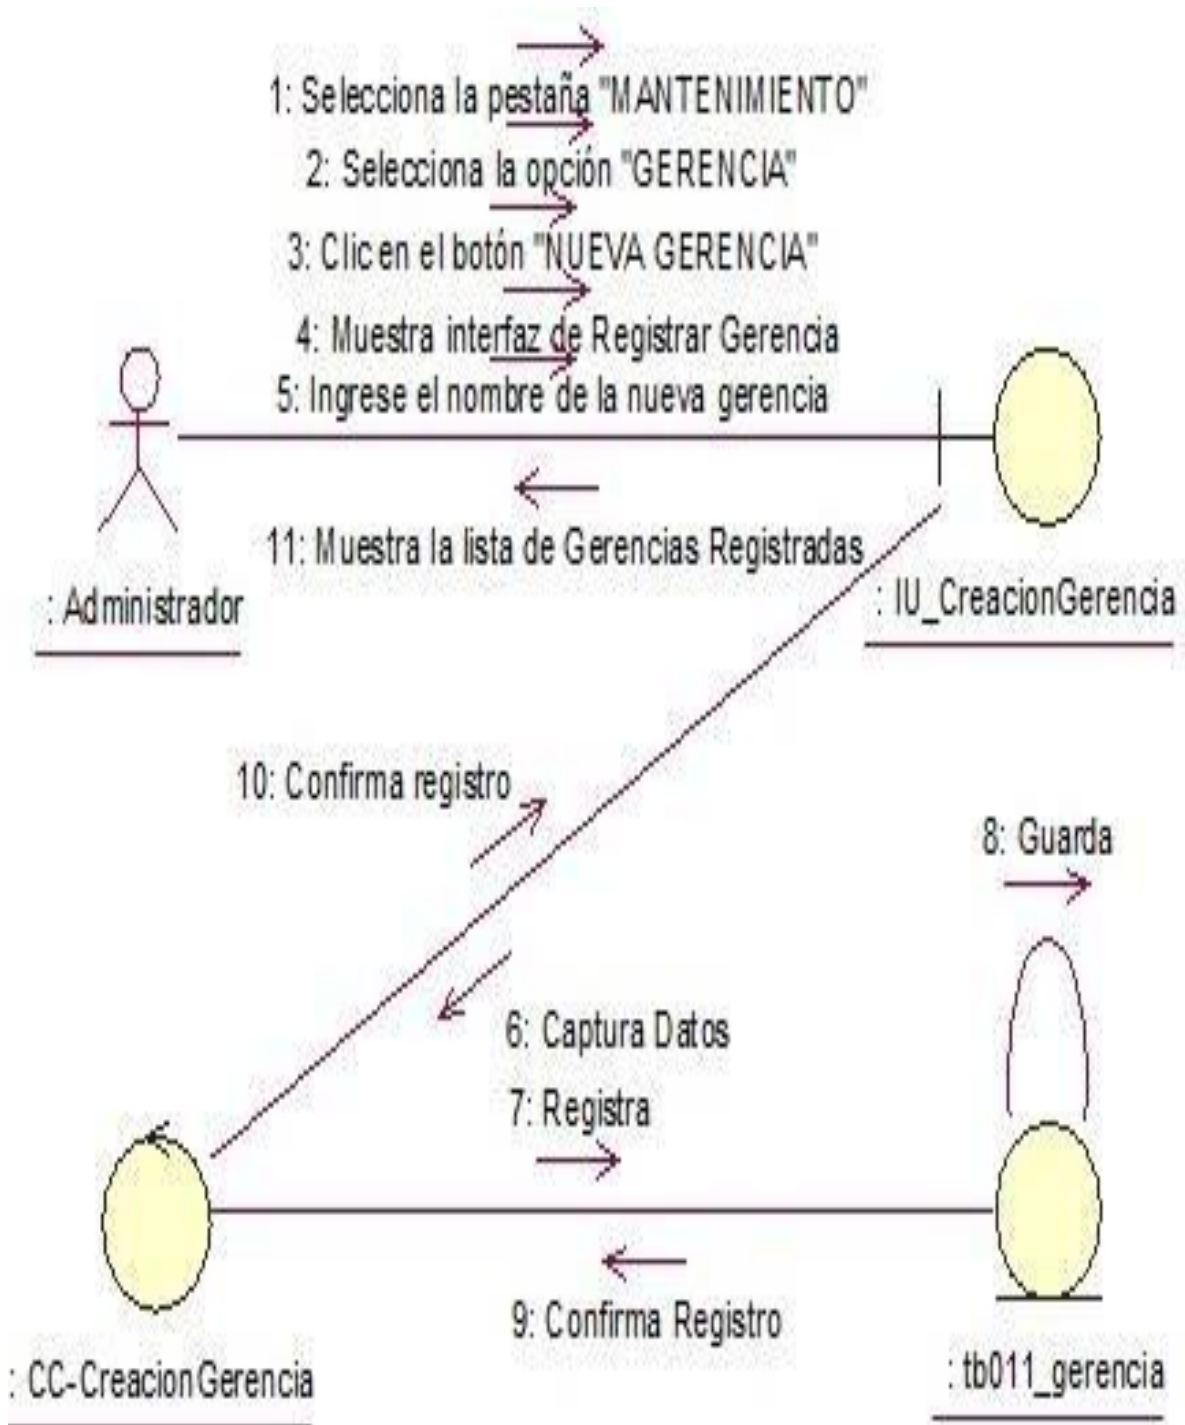 1: Selecciona la pestaña "MANTENIMIENTO"
2: Selecciona la opción "GERENCIA"
3: Clic en el botón "NUEVA GERENCIA"
4: Muestra interfaz de Registrar Gerencia
5: Ingrese el nombre de la nueva gerencia
11: Muestra la lista de Gerencias Registradas
: Administrador
: IU_CreacionGerencia
10: Confirma registro
8: Guarda
6: Captura Datos
7: Registra
9: Confirma Registro
: CC-CreacionGerencia
: tb011_gerencia